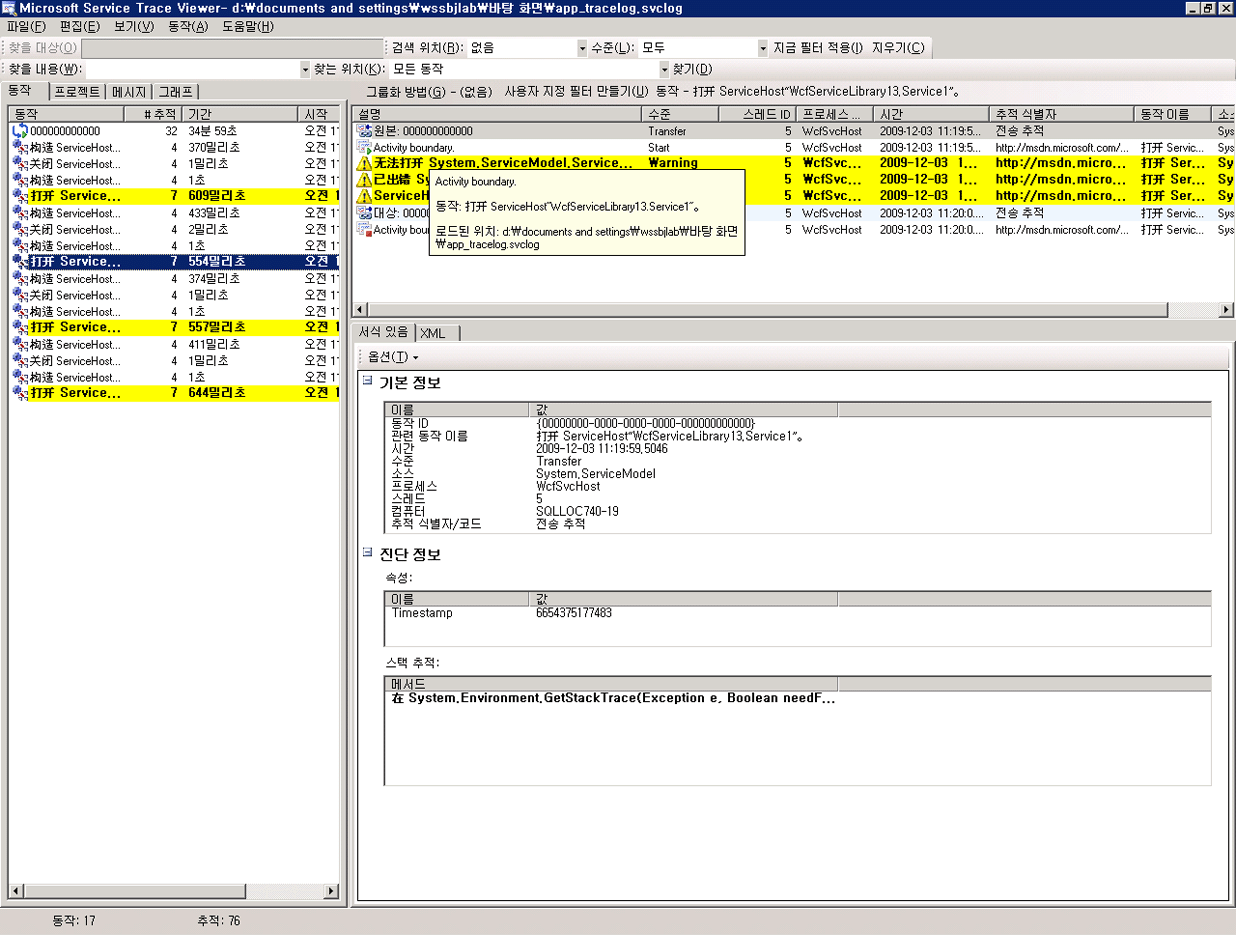 Microsoft Service Trace Viewer- d:₩documents and settings₩wssbjlab₩바탕 화면₩app_tracelog.svclog
파일(F) 편집(E) 보기(V) 동작(A) 도움말(H)
찾을 대상(O) 검색 위치(R): 없음 수준(L): 모두 지금 필터 적용(I) 지우기(C)
찾을 내용(W): 찾는 위치(K): 모든 동작 찾기(D)
동작 프로젝트 메시지 그래프
동작 # 추적 기간 시작
000000000000 32 34분 59초 오전 1
构造 ServiceHost... 4 370밀리초 오전 1
关闭 ServiceHost... 4 1밀리초 오전 1
构造 ServiceHost... 4 1초 오전 1
打开 Service... 7 609밀리초 오전 1
构造 ServiceHost... 4 433밀리초 오전 1
关闭 ServiceHost... 4 2밀리초 오전 1
构造 ServiceHost... 4 1초 오전 1
打开 Service... 7 554밀리초 오전 1
构造 ServiceHost... 4 374밀리초 오전 1
关闭 ServiceHost... 4 1밀리초 오전 1
构造 ServiceHost... 4 1초 오전 1
打开 Service... 7 557밀리초 오전 1
构造 ServiceHost... 4 411밀리초 오전 1
关闭 ServiceHost... 4 1밀리초 오전 1
构造 ServiceHost... 4 1초 오전 1
打开 Service... 7 644밀리초 오전 1
그룹화 방법(G) - (없음) 사용자 지정 필터 만들기(U) 동작 - 打开 ServiceHost"WcfServiceLibrary13.Service1"。
설명 수준 스레드 ID 프로세스 ... 시간 추적 식별자 동작 이름 소스
원본: 000000000000 Transfer 5 WcfSvcHost 2009-12-03 11:19:5... 전송 추적 Sys
Activity boundary. Start 5 WcfSvcHost 2009-12-03 11:19:5... http://msdn.microsoft.com/... 打开 Servic... Sys
无法打开 System.ServiceModel.Service... Warning 5 ₩cfSvc... 2009-12-03 1... http://msdn.micro... 打开 Ser... Sy
已出错 Sy 5 ₩cfSvc... 2009-12-03 1... http://msdn.micro... 打开 Ser... Sy
ServiceH 5 ₩cfSvc... 2009-12-03 1... http://msdn.micro... 打开 Ser... Sy
대상: 0000 5 WcfSvcHost 2009-12-03 11:20:0... 전송 추적 打开 Servic... Sys
Activity bou 5 WcfSvcHost 2009-12-03 11:20:0... http://msdn.microsoft.com/... 打开 Servic... Sys
Activity boundary.
동작: 打开 ServiceHost"WcfServiceLibrary13.Service1"。
로드된 위치: d:₩documents and settings₩wssbjlab₩바탕 화면
₩app_tracelog.svclog
서식 있음 XML
옵션(T)
기본 정보
이름 값
동작 ID {00000000-0000-0000-0000-000000000000}
관련 동작 이름 打开 ServiceHost"WcfServiceLibrary13.Service1"。
시간 2009-12-03 11:19:59.5046
수준 Transfer
소스 System.ServiceModel
프로세스 WcfSvcHost
스레드 5
컴퓨터 SQLLOC740-19
추적 식별자/코드 전송 추적
진단 정보
속성:
이름 값
Timestamp 6654375177483
스택 추적:
메서드
在 System.Environment.GetStackTrace(Exception e, Boolean needF...
동작: 17 추적: 76